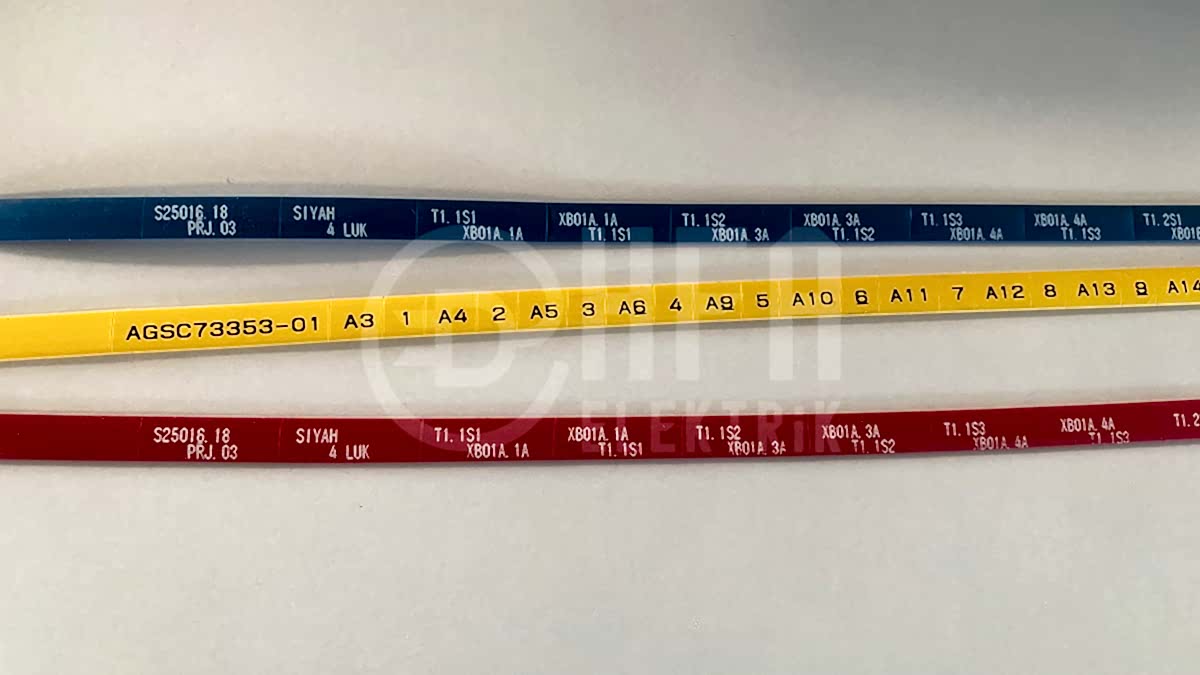 S25016.18 SIYAH T1.1S1 XB01A.1A T1.1S2 XB01A.3A T1.1S3 XB01A.4A T1.2S1
PRJ.03 4 LUK XB01A.1A T1.1S1 XB01A.3A T1.1S2 XB01A.4A T1.1S3
AGSC73353-01 A3 1 A4 2 A5 3 A6 4 A9 5 A10 6 A11 7 A12 8 A13 9 A14
ELEKTRIK
S25016.18 SIYAH T1.1S1 XB01A.1A T1.1S2 XB01A.3A T1.1S3 XB01A.4A
PRJ.03 4 LUK XB01A.1A T1.1S1 XB01A.3A T1.1S2 XB01A.4A T1.1S3